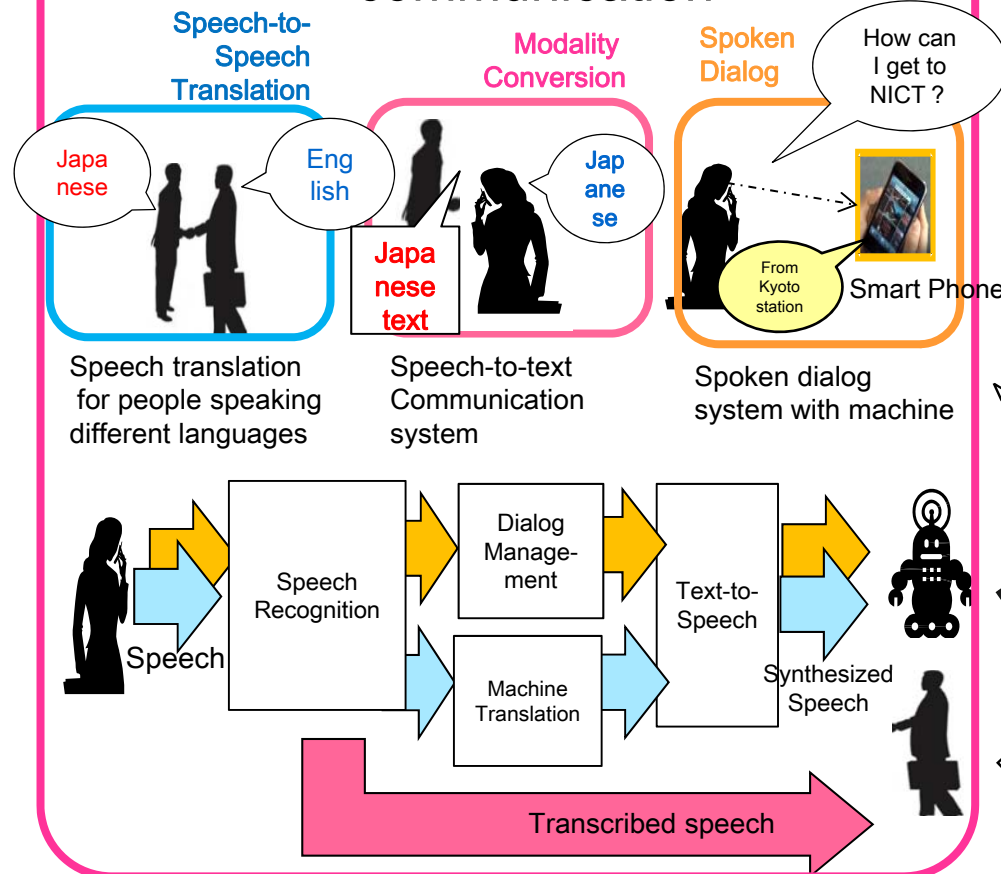 communication
Speech-to-
Speech
Translation
Modality
Conversion
Spoken
Dialog
How can
I get to
NICT ?
Japa
nese
Eng
lish
Japa
nese
text
Jap
ane
se
From
Kyoto
station
Smart Phone
Speech translation
for people speaking
different languages
Speech-to-text
Communication
system
Spoken dialog
system with machine
Speech
Speech
Recognition
Dialog
Manage-
ment
Machine
Translation
Text-to-
Speech
Synthesized
Speech
Transcribed speech